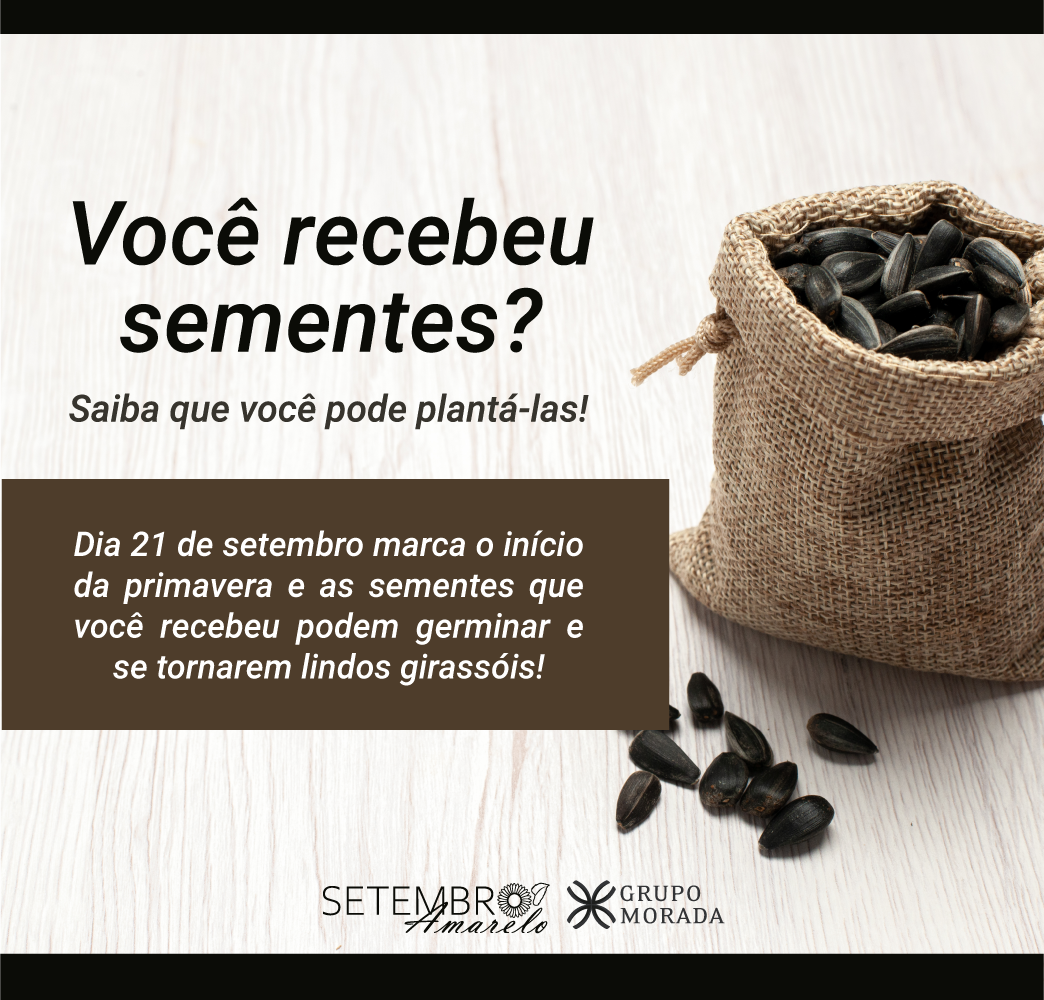 Você recebeu
sementes?
Saiba que você pode plantá-las!
Dia 21 de setembro marca o início
da primavera e as sementes que
você recebeu podem germinar e
se tornarem lindos girassóis!
SETEMBRO
Amarelo
GRUPO
MORADA